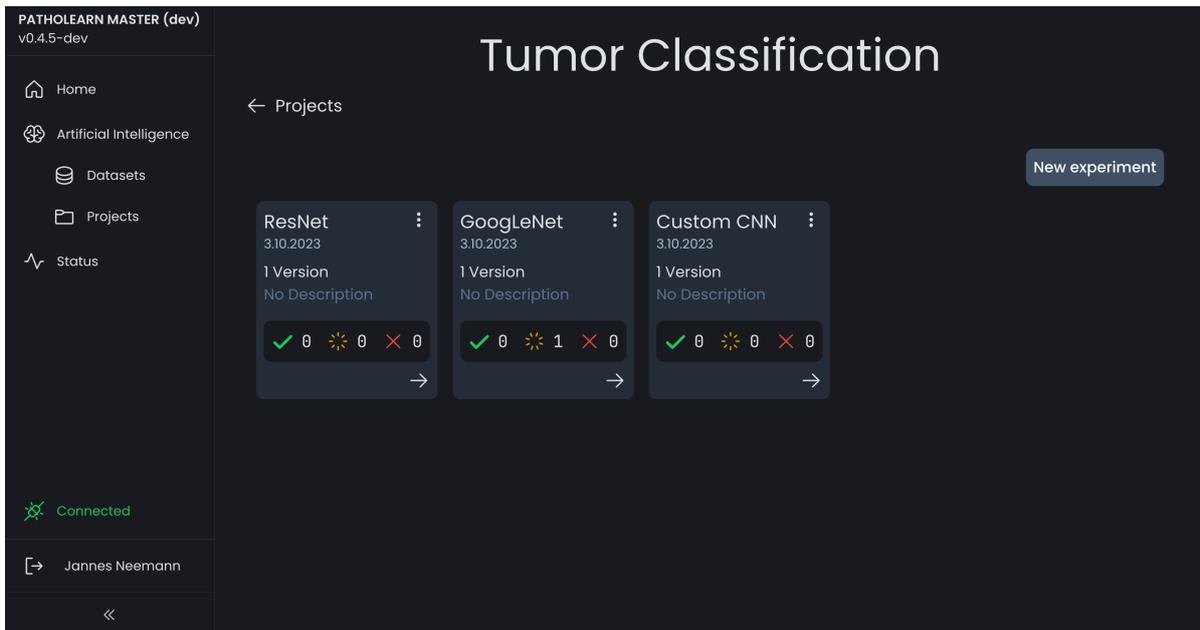 PATHOLEARN MASTER (dev)
v0.4.5-dev
Home
Artificial Intelligence
Datasets
Projects
Status
Connected
Jannes Neemann
Tumor Classification
Projects
New experiment
ResNet
3.10.2023
1 Version
No Description
0 0 0
GoogLeNet
3.10.2023
1 Version
No Description
0 1 0
Custom CNN
3.10.2023
1 Version
No Description
0 0 0